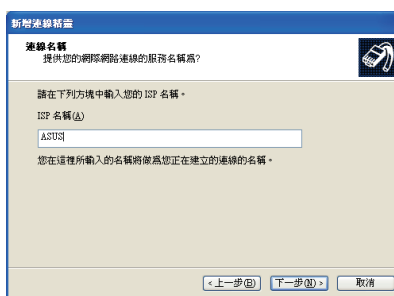 新增連線精靈
連線名稱
提供您的網際網路連線的服務名稱為?
請在下列方塊中輸入您的 ISP 名稱。
ISP 名稱(A)
ASUS
您在這裡所輸入的名稱將做為您正在建立的連線的名稱。
<上一步(B) 下一步(N)> 取消